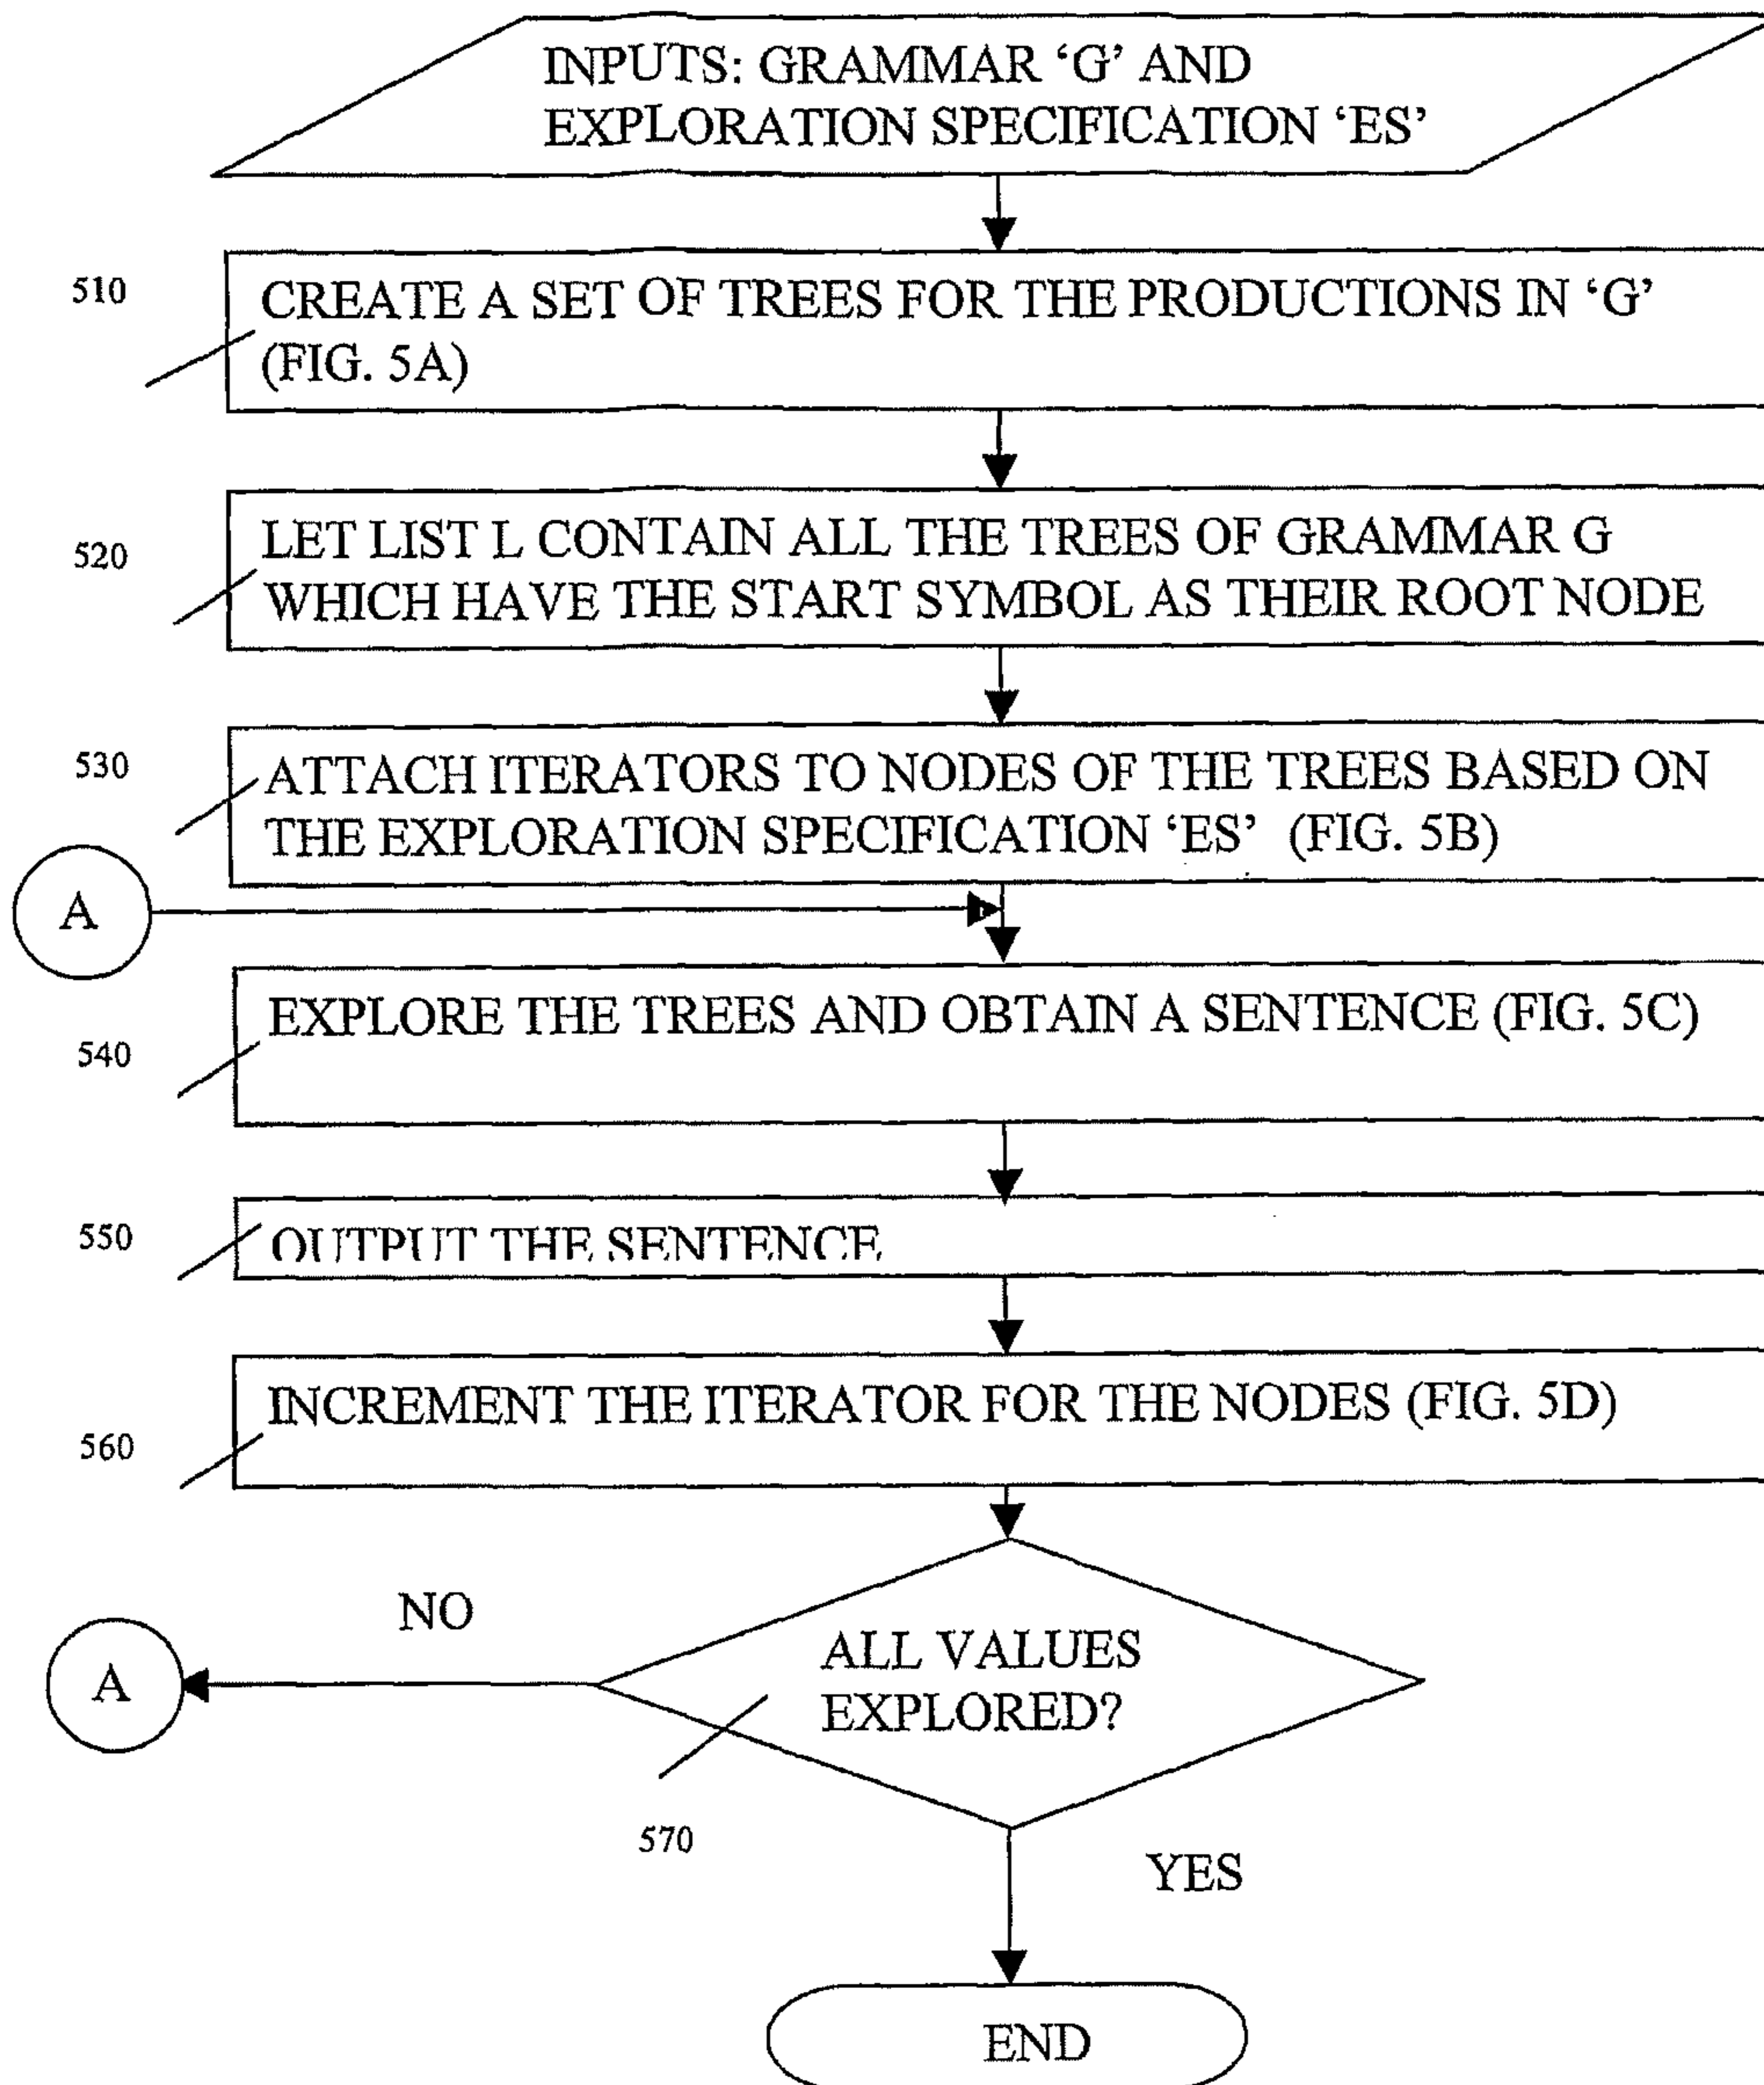 INPUTS: GRAMMAR ‘G’ AND
EXPLORATION SPECIFICATION ‘ES’
510
CREATE A SET OF TREES FOR THE PRODUCTIONS IN ‘G’
(FIG. 5A)
520
LET LIST L CONTAIN ALL THE TREES OF GRAMMAR G
WHICH HAVE THE START SYMBOL AS THEIR ROOT NODE
530
ATTACH ITERATORS TO NODES OF THE TREES BASED ON
THE EXPLORATION SPECIFICATION ‘ES’ (FIG. 5B)
A
540
EXPLORE THE TREES AND OBTAIN A SENTENCE (FIG. 5C)
550
OUTPUT THE SENTENCE
560
INCREMENT THE ITERATOR FOR THE NODES (FIG. 5D)
NO
A
ALL VALUES
EXPLORED?
570
YES
END